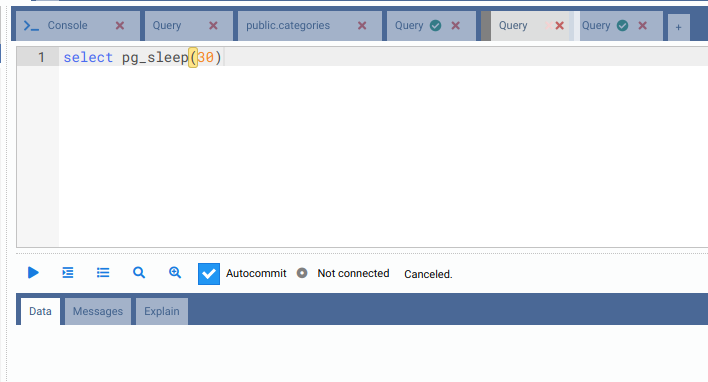 Console Query public.categories Query Query Query +
1 select pg_sleep(30)
Autocommit Not connected Canceled.
Data Messages Explain